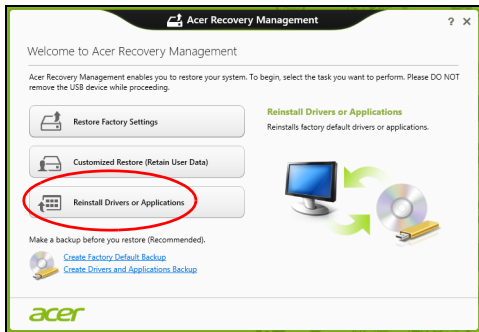 Acer Recovery Management
? X
Welcome to Acer Recovery Management
Acer Recovery Management enables you to restore your system. To begin, select the task you want to perform. Please DO NOT
remove the USB device while proceeding.
Restore Factory Settings
Customized Restore (Retain User Data)
Reinstall Drivers or Applications
Reinstall Drivers or Applications
Reinstalls factory default drivers or applications.
Make a backup before you restore (Recommended).
Create Factory Default Backup
Create Drivers and Applications Backup
acer